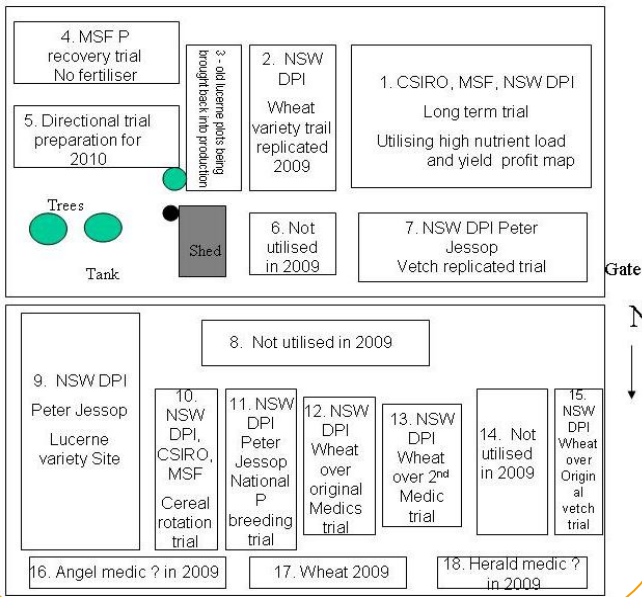 4. MSF P
recovery trial
No fertiliser
5. Directional trial
preparation for
2010
3 - old lucerne plots being
brought back into production
2. NSW
DPI
Wheat
variety trail
replicated
2009
1. CSIRO, MSF, NSW DPI
Long term trial
Utilising high nutrient load
and yield profit map
Trees
Tank
Shed
6. Not
utilised
in 2009
7. NSW DPI Peter
Jessop
Vetch replicated trial
Gate
N
8. Not utilised in 2009
9. NSW DPI
Peter Jessop
Lucerne
variety Site
10.
NSW
DPI,
CSIRO,
MSF
Cereal
rotation
trial
11. NSW
DPI
Peter
Jessop
National
P
breeding
trial
12. NSW
DPI
Wheat
over
original
Medics
trial
13. NSW
DPI
Wheat
over 2nd
Medic
trial
14. Not
utilised
in 2009
15.
NSW
DPI
Wheat
over
Origin
al
vetch
trial
16. Angel medic ? in 2009
17. Wheat 2009
18. Herald medic ?
in 2009